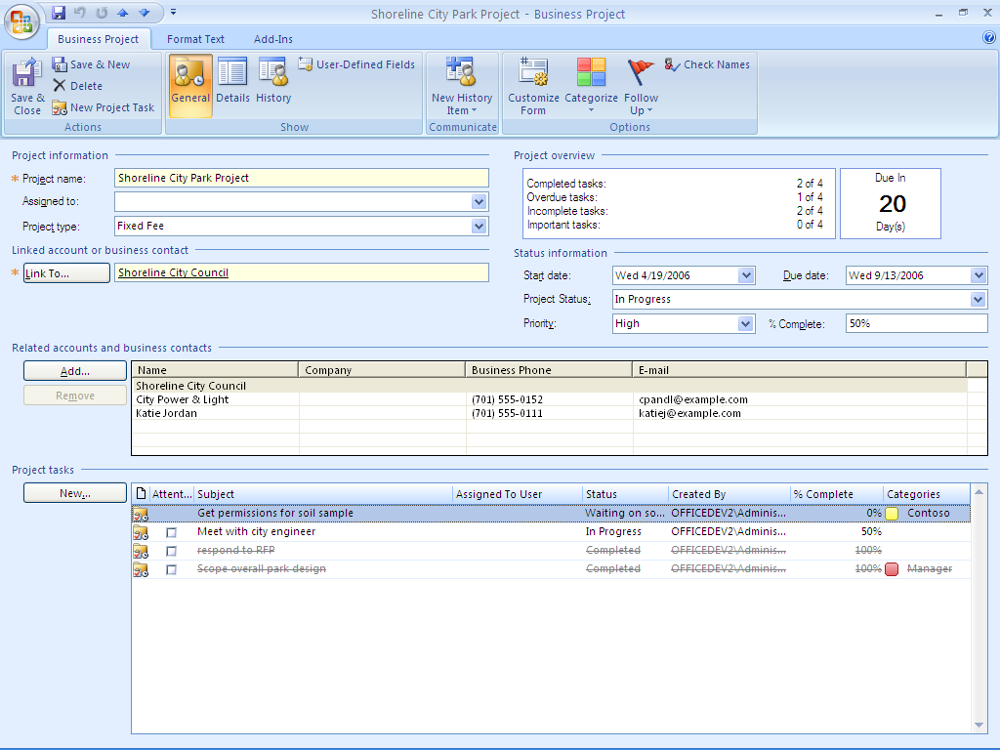 Shoreline City Park Project - Business Project
Business Project Format Text Add-Ins
Save & Close
Save & New
Delete
New Project Task
Actions
General Details History
User-Defined Fields
Show
New History Item
Communicate
Customize Form
Categorize
Follow Up
Check Names
Options
Project information
* Project name: Shoreline City Park Project
Assigned to:
Project type: Fixed Fee
Linked account or business contact
* Link To... Shoreline City Council
Project overview
Completed tasks: 2 of 4
Overdue tasks: 1 of 4
Incomplete tasks: 2 of 4
Important tasks: 0 of 4
Due In
20
Day(s)
Status information
Start date: Wed 4/19/2006 Due date: Wed 9/13/2006
Project Status: In Progress
Priority: High % Complete: 50%
Related accounts and business contacts
Add...
Remove
Name Company Business Phone E-mail
Shoreline City Council
City Power & Light (701) 555-0152 cpandl@example.com
Katie Jordan (701) 555-0111 katiej@example.com
Project tasks
New...
Attent... Subject Assigned To User Status Created By % Complete Categories
Get permissions for soil sample Waiting on so... OFFICEDEV2\Adminis... 0% Contoso
Meet with city engineer In Progress OFFICEDEV2\Adminis... 50%
respond to RFP Completed OFFICEDEV2\Adminis... 100%
Scope overall park design Completed OFFICEDEV2\Adminis... 100% Manager